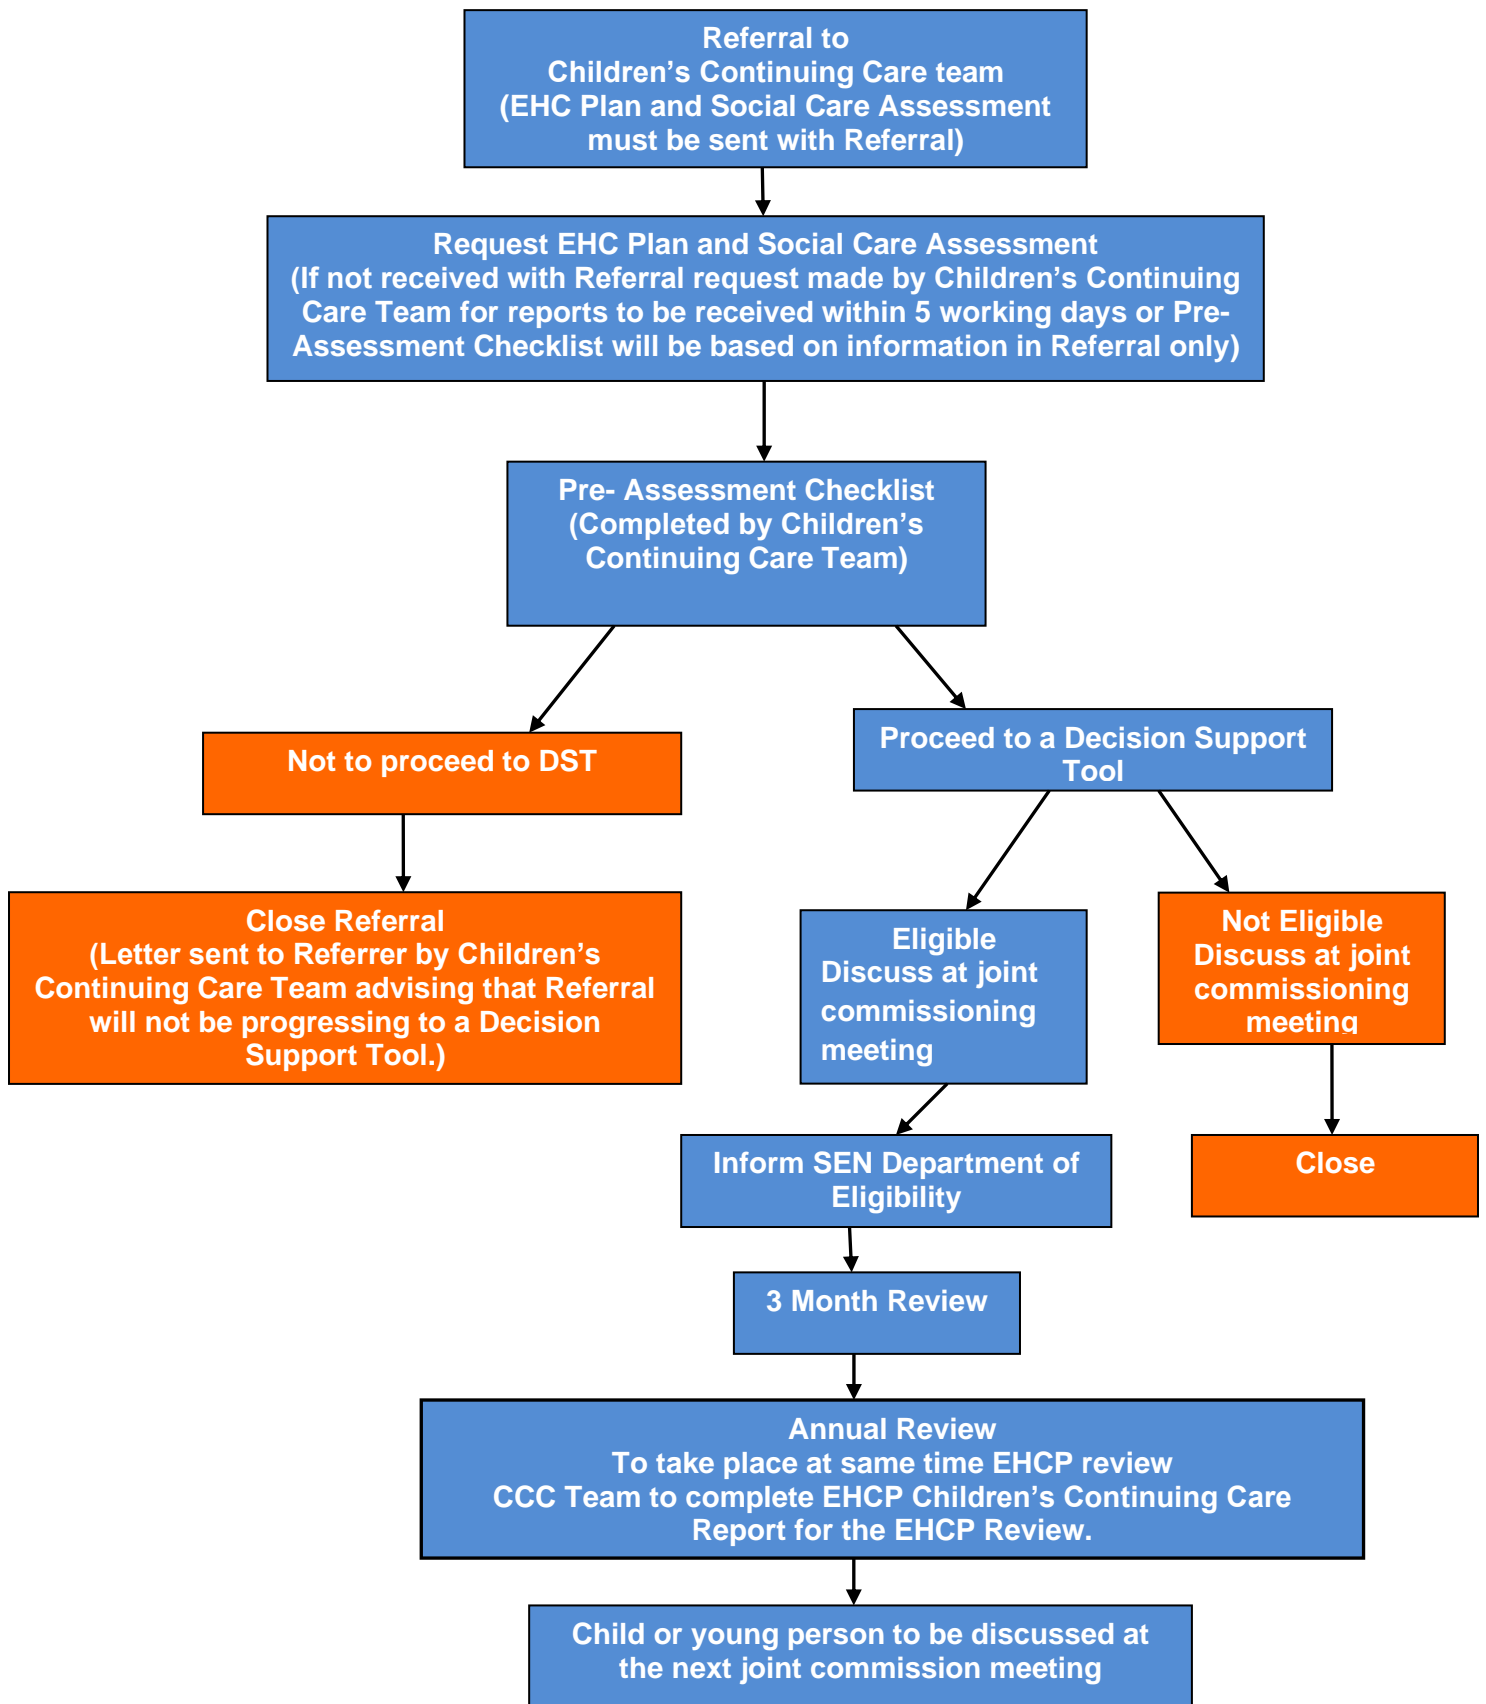 Referral to
Children’s Continuing Care team
(EHC Plan and Social Care Assessment
must be sent with Referral)
Request EHC Plan and Social Care Assessment
(If not received with Referral request made by Children’s Continuing
Care Team for reports to be received within 5 working days or Pre-
Assessment Checklist will be based on information in Referral only)
Pre- Assessment Checklist
(Completed by Children’s
Continuing Care Team)
Not to proceed to DST
Proceed to a Decision Support
Tool
Close Referral
(Letter sent to Referrer by Children’s
Continuing Care Team advising that Referral
will not be progressing to a Decision
Support Tool.)
Eligible
Discuss at joint
commissioning
meeting
Not Eligible
Discuss at joint
commissioning
meeting
Inform SEN Department of
Eligibility
Close
3 Month Review
Annual Review
To take place at same time EHCP review
CCC Team to complete EHCP Children’s Continuing Care
Report for the EHCP Review.
Child or young person to be discussed at
the next joint commission meeting